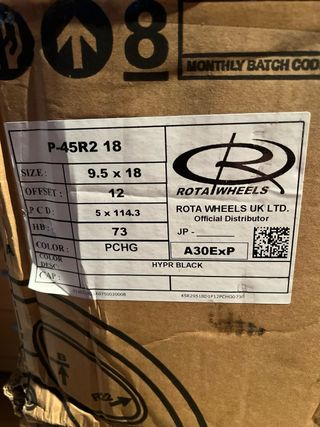 8
MONTHLY BATCH COD
P-45R2 18
SIZE : 9.5 x 18
OFFSET : 12
P C D : 5 x 114.3
HB : 73
COLOR : PCHG
COLOR DESC. HYPR BLACK
CAP :
R
ROTA WHEELS
ROTA WHEELS UK LTD.
Official Distributor
JP - 
A30ExP
B